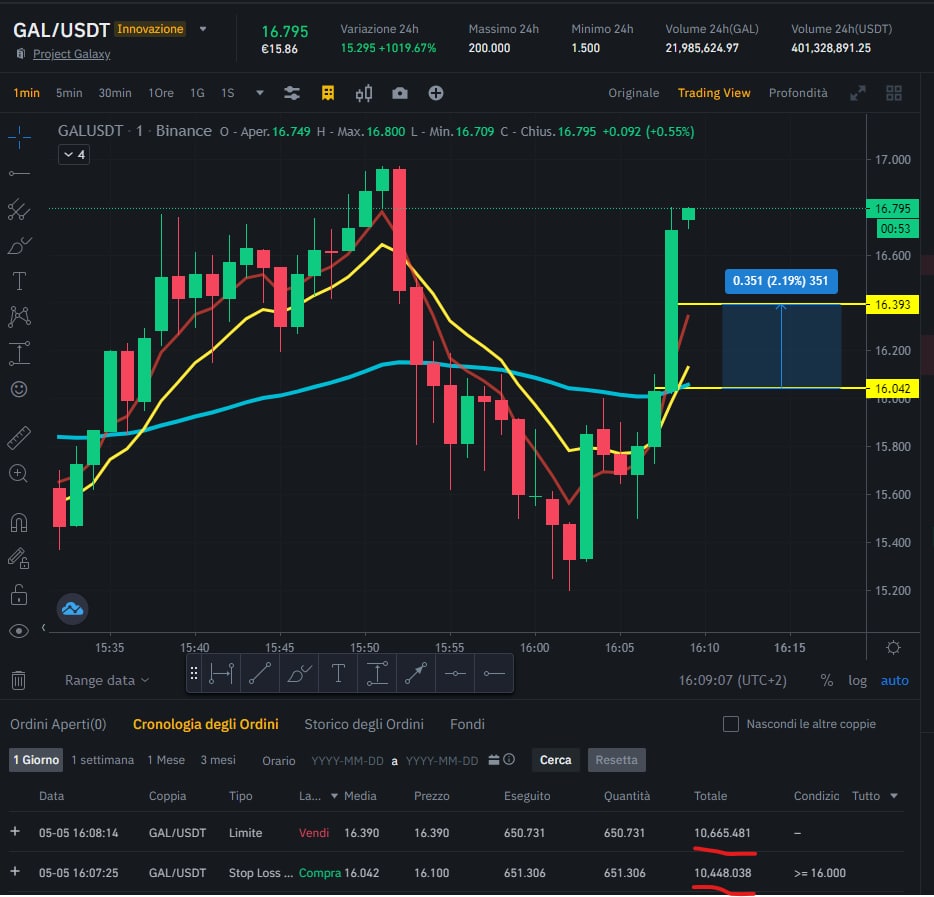 GAL/USDT Innovazione
Project Galaxy
16.795
€15.86
Variazione 24h
15.295 +1019.67%
Massimo 24h
200.000
Minimo 24h
1.500
Volume 24h(GAL)
21,985,624.97
Volume 24h(USDT)
401,328,891.25
1min 5min 30min 1Ore 1G 1S
Originale Trading View Profondità
GALUSDT · 1 · Binance O - Aper.16.749 H - Max.16.800 L - Min.16.709 C - Chius.16.795 +0.092 (+0.55%)
4
17.000
16.795
00:53
16.600
0.351 (2.19%) 351
16.393
16.200
16.042
16.000
15.800
15.600
15.400
15.200
15:35 15:40 15:45 15:50 15:55 16:00 16:05 16:10 16:15
Range data
16:09:07 (UTC+2) % log auto
Ordini Aperti(0) Cronologia degli Ordini Storico degli Ordini Fondi
Nascondi le altre coppie
1 Giorno 1 settimana 1 Mese 3 mesi Orario YYYY-MM-DD a YYYY-MM-DD Cerca Resetta
Data Coppia Tipo La... Media Prezzo Eseguito Quantità Totale Condizio Tutto
+ 05-05 16:08:14 GAL/USDT Limite Vendi 16.390 16.390 650.731 650.731 10,665.481 –
+ 05-05 16:07:25 GAL/USDT Stop Loss ... Compra 16.042 16.100 651.306 651.306 10,448.038 >= 16.000